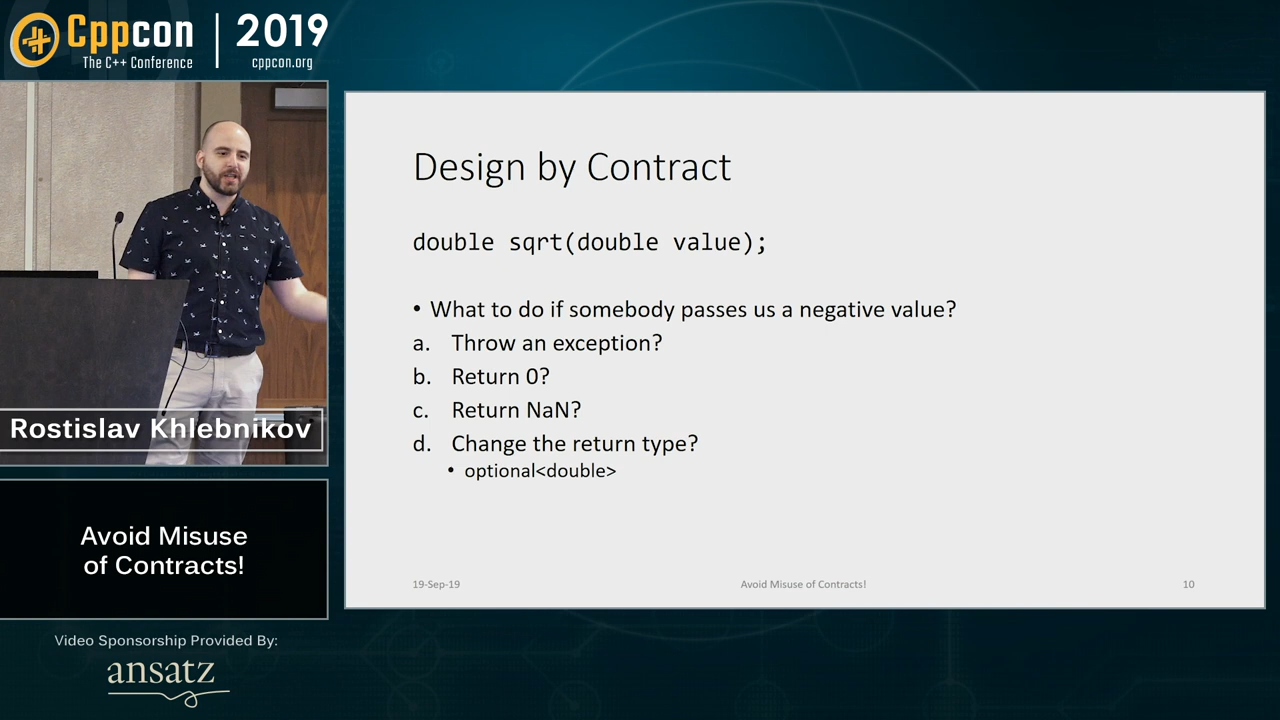 Cppcon
The C++ Conference
2019
cppcon.org
Design by Contract
double sqrt(double value);
• What to do if somebody passes us a negative value?
a. Throw an exception?
b. Return 0?
c. Return NaN?
d. Change the return type?
• optional<double>
19-Sep-19
Avoid Misuse of Contracts!
10
Rostislav Khlebnikov
Avoid Misuse
of Contracts!
Video Sponsorship Provided By:
ansatz